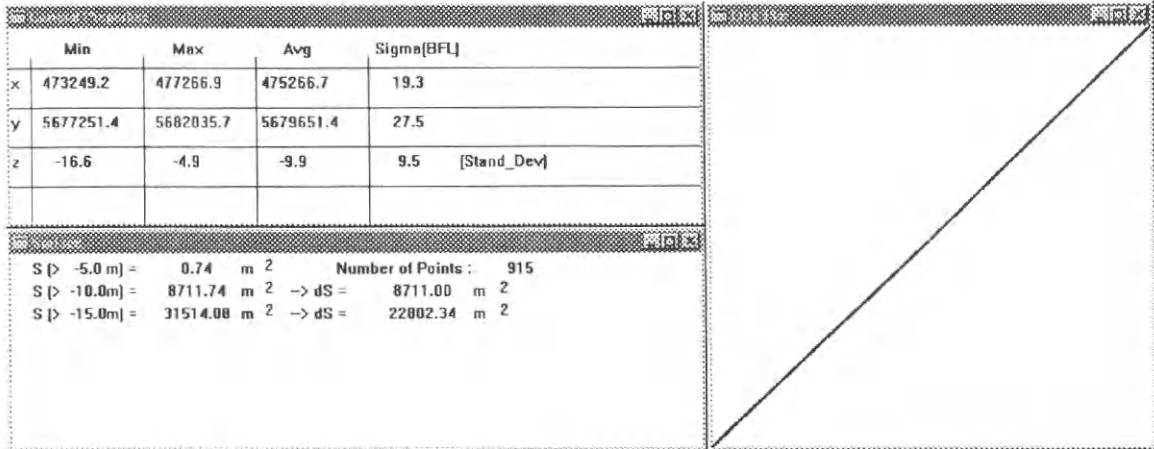 Min Max Avg Sigma(BFL)
x 473249.2 477266.9 475266.7 19.3
y 5677251.4 5682035.7 5679651.4 27.5
z -16.6 -4.9 -9.9 9.5 [Stand_Dev]
S (> -5.0 m) = 0.74 m 2 Number of Points : 915
S (> -10.0m) = 8711.74 m 2 --> dS = 8711.00 m 2
S (> -15.0m) = 31514.08 m 2 --> dS = 22802.34 m 2